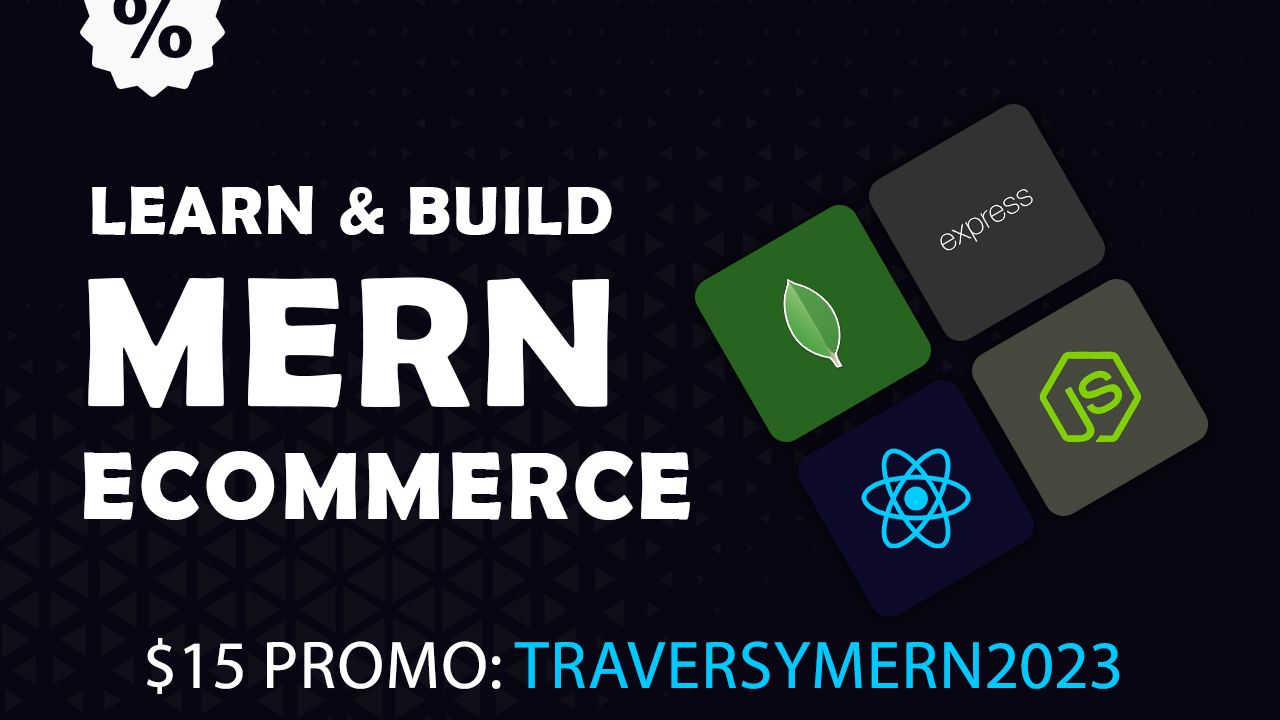 %
LEARN & BUILD
MERN
ECOMMERCE
express
JS
$15 PROMO: TRAVERSYMERN2023